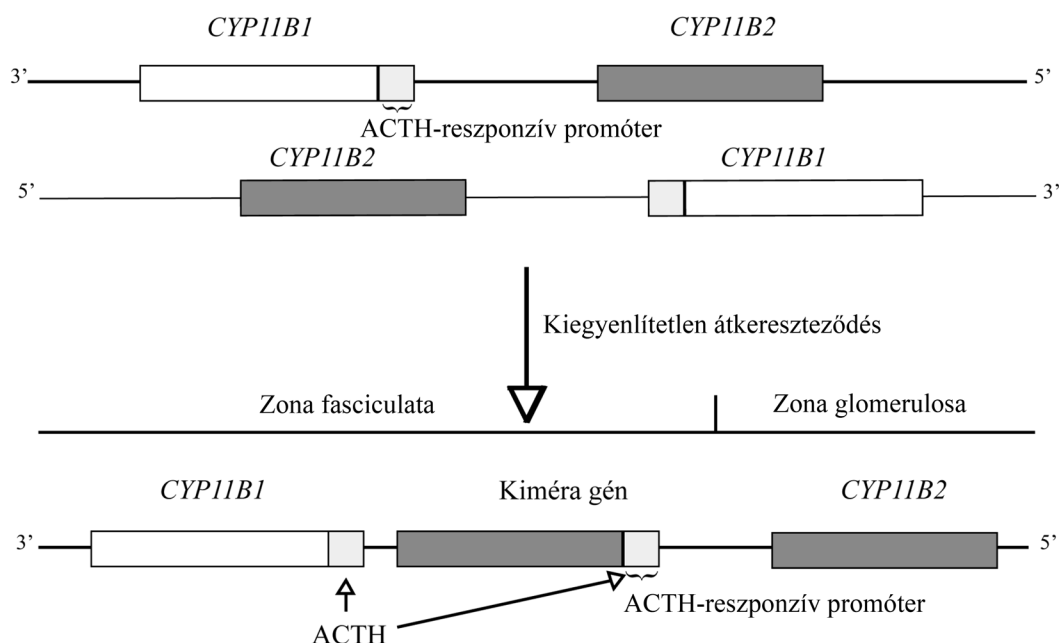 CYP11B1 CYP11B2
3’ 5’
ACTH-reszponzív promóter
CYP11B2 CYP11B1
5’ 3’
Kiegyenlítetlen átkereszteződés
Zona fasciculata Zona glomerulosa
CYP11B1 Kiméra gén CYP11B2
3’ 5’
ACTH-reszponzív promóter
ACTH